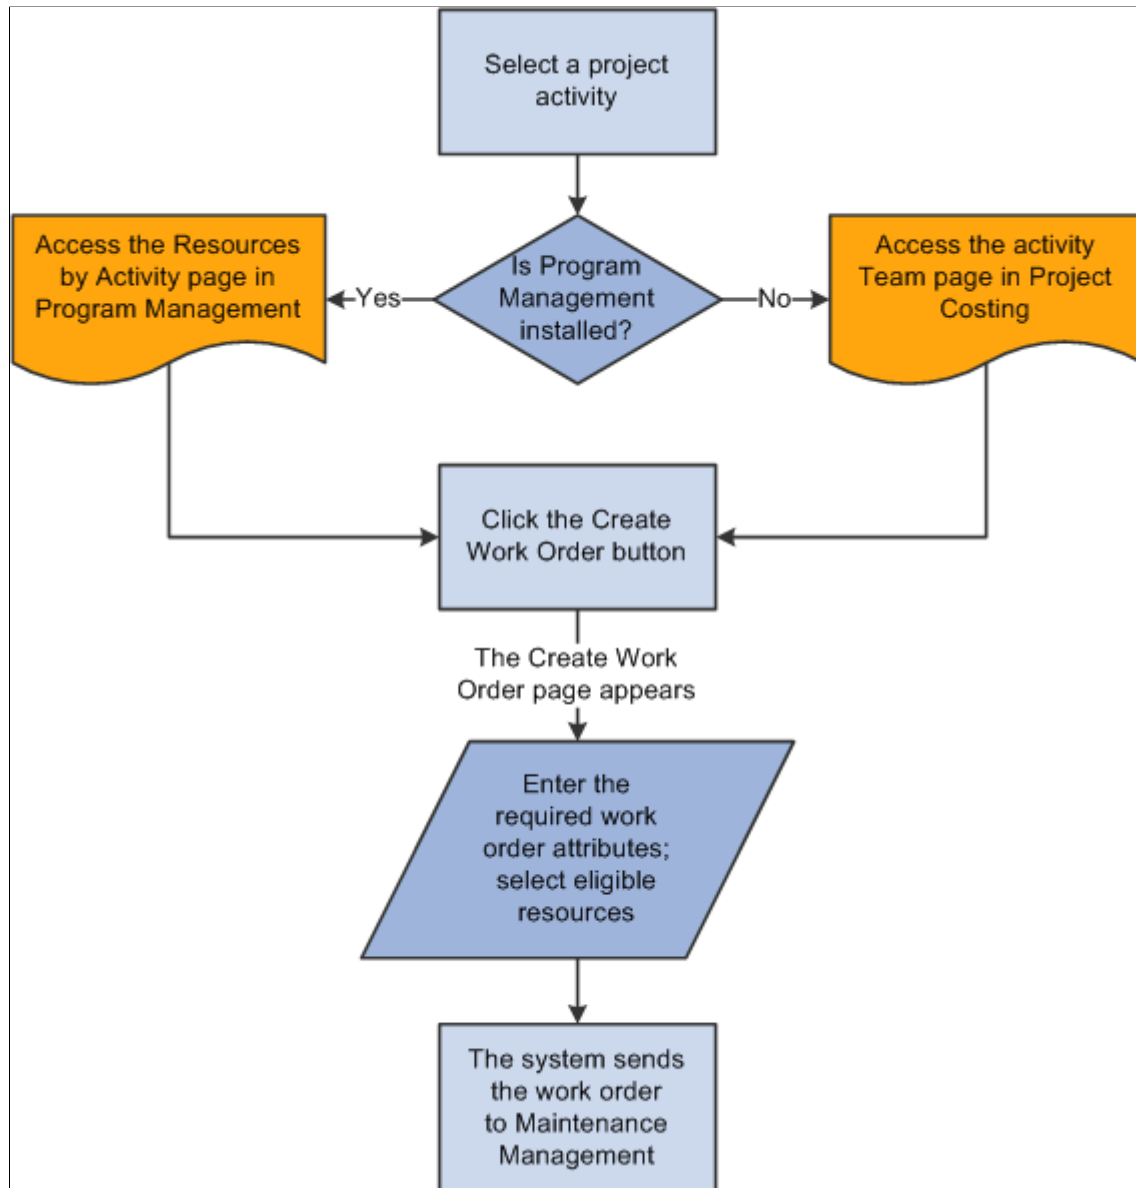 Select a project
activity
Is Program
Management
installed?
Yes
No
Access the Resources
by Activity page in
Program Management
Access the activity
Team page in Project
Costing
Click the Create
Work Order button
The Create Work
Order page appears
Enter the
required work
order attributes;
select eligible
resources
The system sends
the work order
to Maintenance
Management